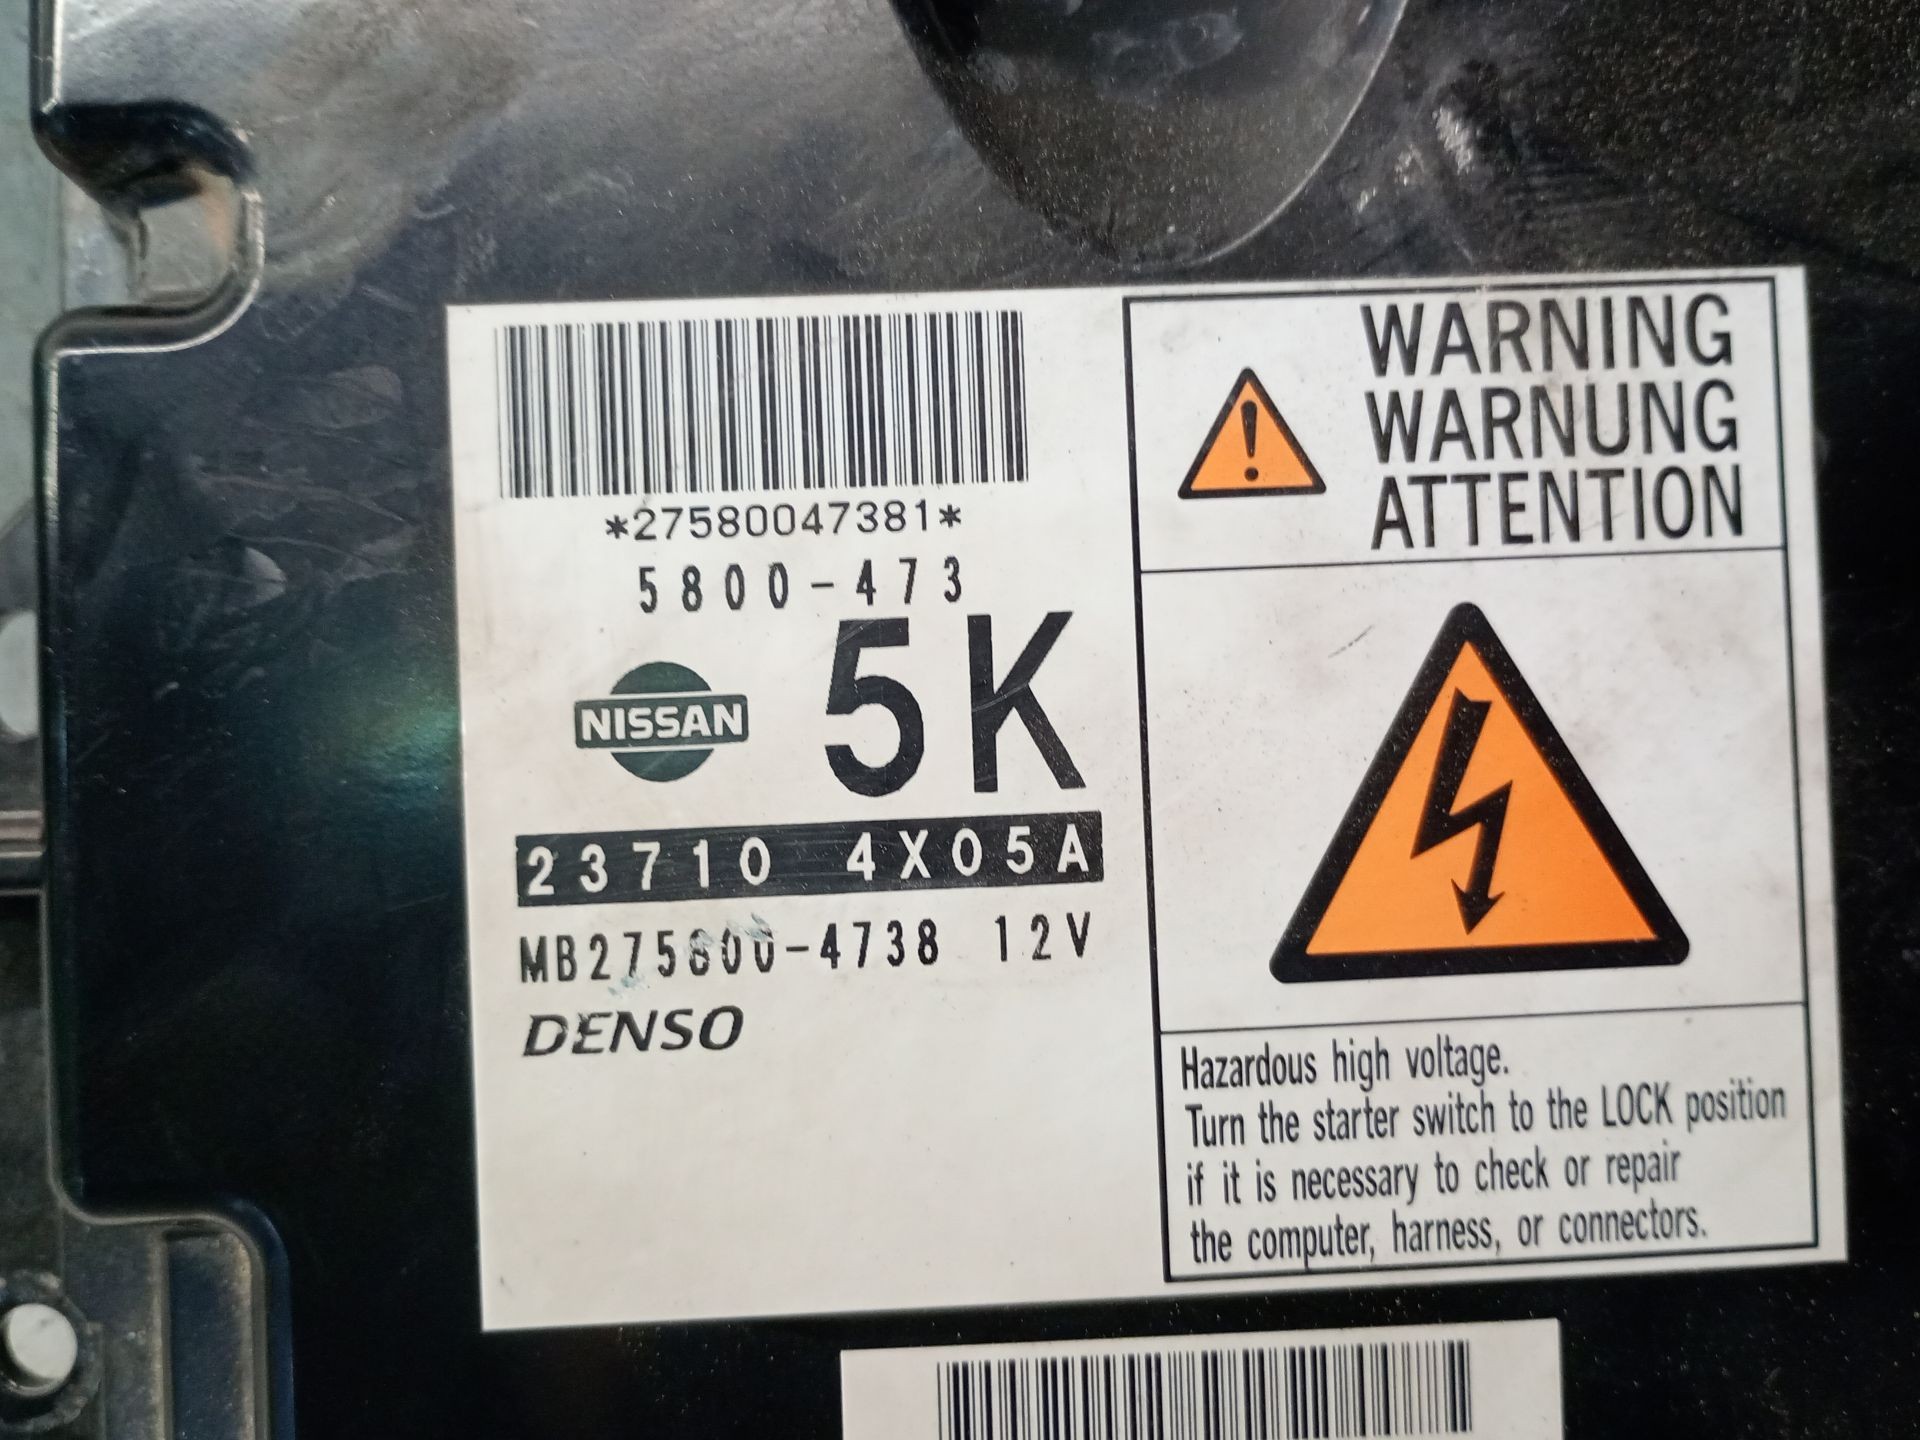 *27580047381*
5800-473
NISSAN
5K
23710 4X05A
MB275800-4738 12V
DENSO
WARNING
WARNUNG
ATTENTION
Hazardous high voltage.
Turn the starter switch to the LOCK position
if it is necessary to check or repair
the computer, harness, or connectors.